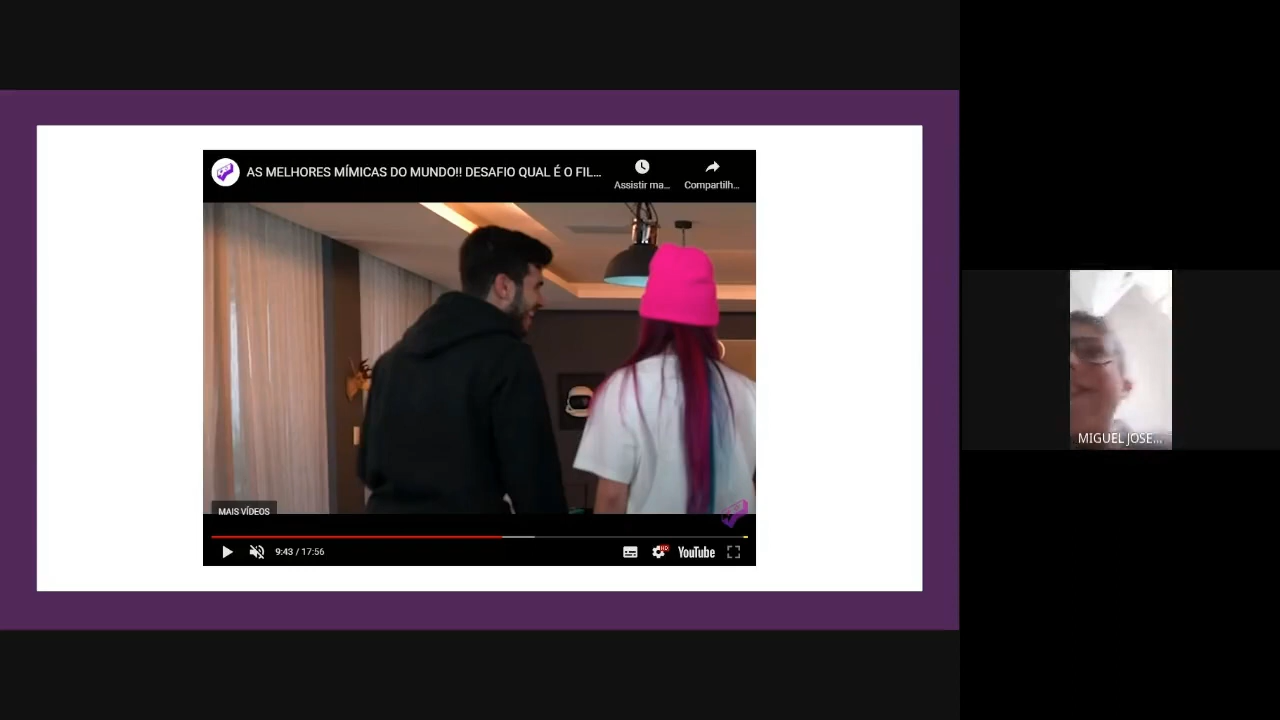 AS MELHORES MÍMICAS DO MUNDO!! DESAFIO QUAL É O FIL...
Assistir ma...
Compartilh...
MAIS VÍDEOS
9:43 / 17:56
HD
YouTube
MIGUEL JOSE...